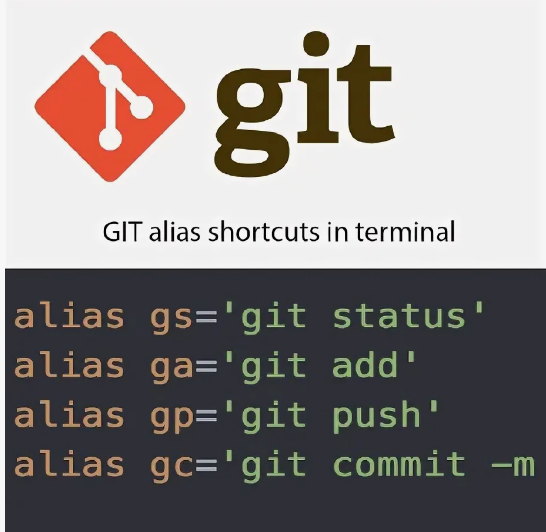 git
GIT alias shortcuts in terminal
alias gs='git status'
alias ga='git add'
alias gp='git push'
alias gc='git commit -m